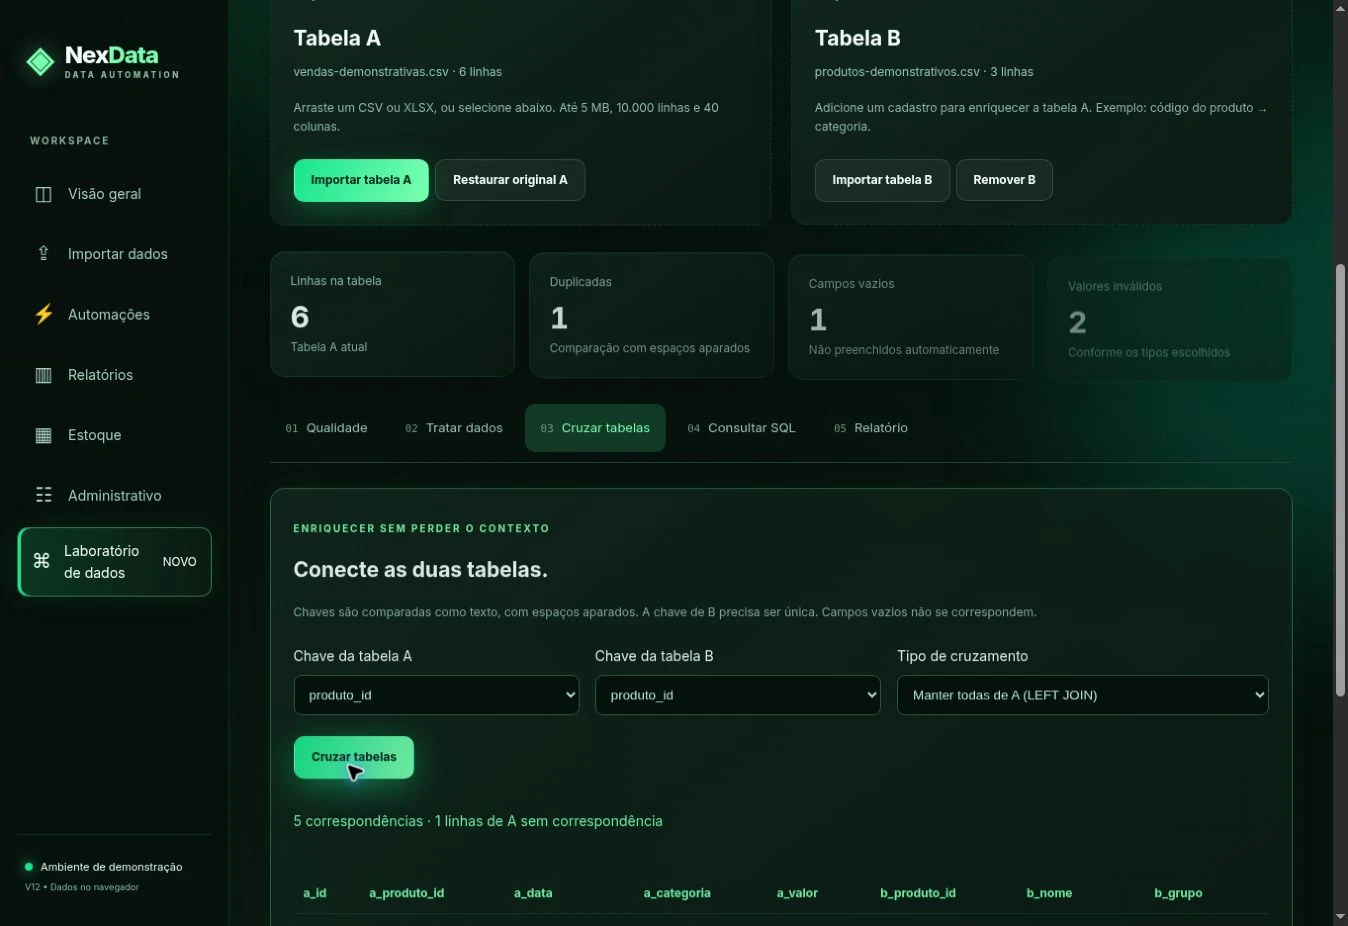 NexData
DATA AUTOMATION
WORKSPACE
Visão geral
Importar dados
Automações
Relatórios
Estoque
Administrativo
Laboratório
de dados
NOVO
Ambiente de demonstração
V12 • Dados no navegador
Tabela A
vendas-demonstrativas.csv · 6 linhas
Arraste um CSV ou XLSX, ou selecione abaixo. Até 5 MB, 10.000 linhas e 40
colunas.
Importar tabela A
Restaurar original A
Tabela B
produtos-demonstrativos.csv · 3 linhas
Adicione um cadastro para enriquecer a tabela A. Exemplo: código do produto →
categoria.
Importar tabela B
Remover B
Linhas na tabela
6
Tabela A atual
Duplicadas
1
Comparação com espaços aparados
Campos vazios
1
Não preenchidos automaticamente
Valores inválidos
2
Conforme os tipos escolhidos
01 Qualidade
02 Tratar dados
03 Cruzar tabelas
04 Consultar SQL
05 Relatório
ENRIQUECER SEM PERDER O CONTEXTO
Conecte as duas tabelas.
Chaves são comparadas como texto, com espaços aparados. A chave de B precisa ser única. Campos vazios não se correspondem.
Chave da tabela A
produto_id
Chave da tabela B
produto_id
Tipo de cruzamento
Manter todas de A (LEFT JOIN)
Cruzar tabelas
5 correspondências · 1 linhas de A sem correspondência
a_id a_produto_id a_data a_categoria a_valor b_produto_id b_nome b_grupo